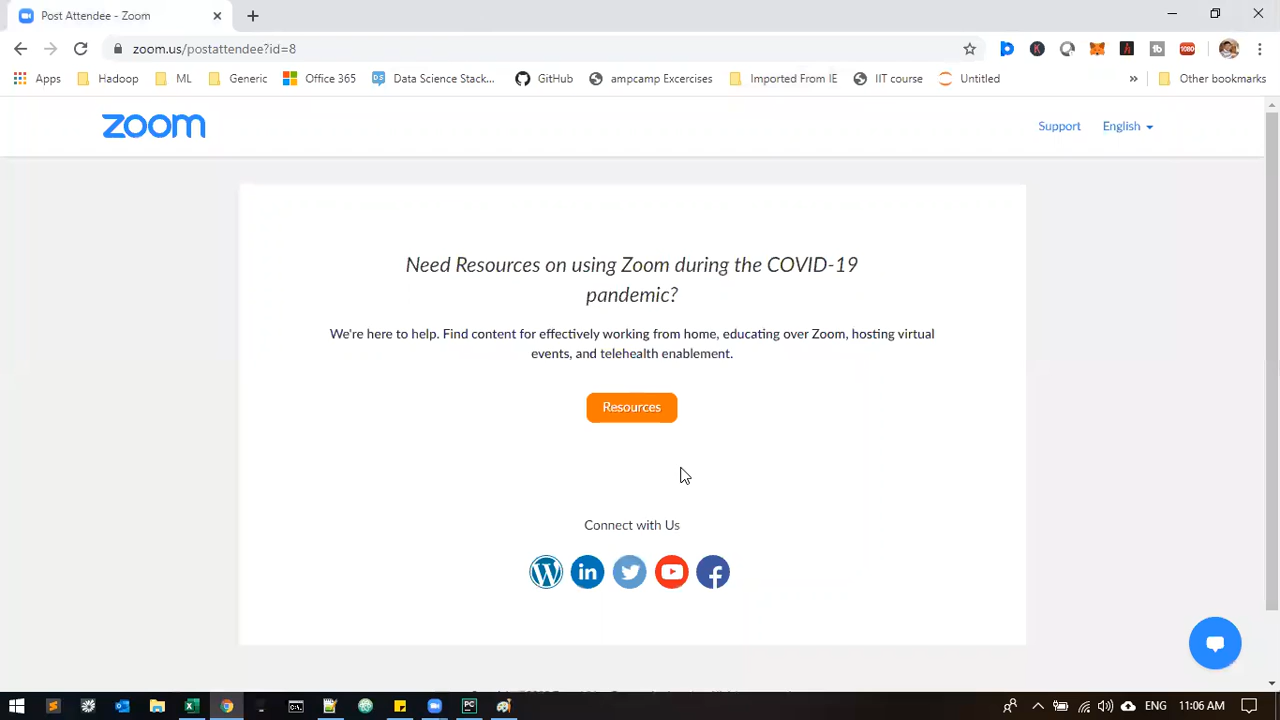 Post Attendee - Zoom
zoom.us/postattendee?id=8
Apps
Hadoop
ML
Generic
Office 365
DS
Data Science Stack...
GitHub
ampcamp Excercises
Imported From IE
IIT course
Untitled
»
Other bookmarks
zoom
Support
English
Need Resources on using Zoom during the COVID-19
pandemic?
We're here to help. Find content for effectively working from home, educating over Zoom, hosting virtual
events, and telehealth enablement.
Resources
Connect with Us
ENG
11:06 AM